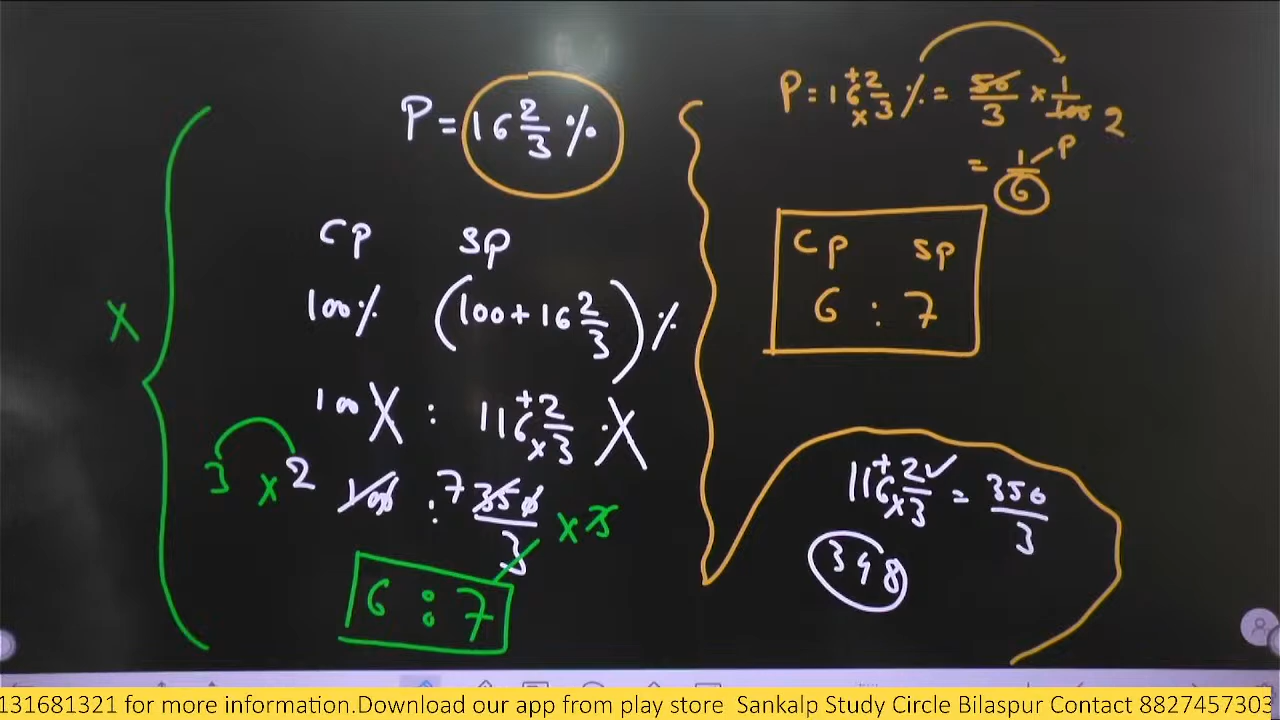 P = 16 2/3 %
CP SP
100% (100 + 16 2/3) %
100 X : 116 + 2/3 X
3 x 2 100 : 7 350/3 x 3
6 : 7
X
P = 16 + 2/3 x % = 50/3 x 1/100 2
= 1/6 P
CP SP
6 : 7
116 + 2/3 x ✓ = 350/3
348
131681321 for more information.Download our app from play store Sankalp Study Circle Bilaspur Contact 8827457303